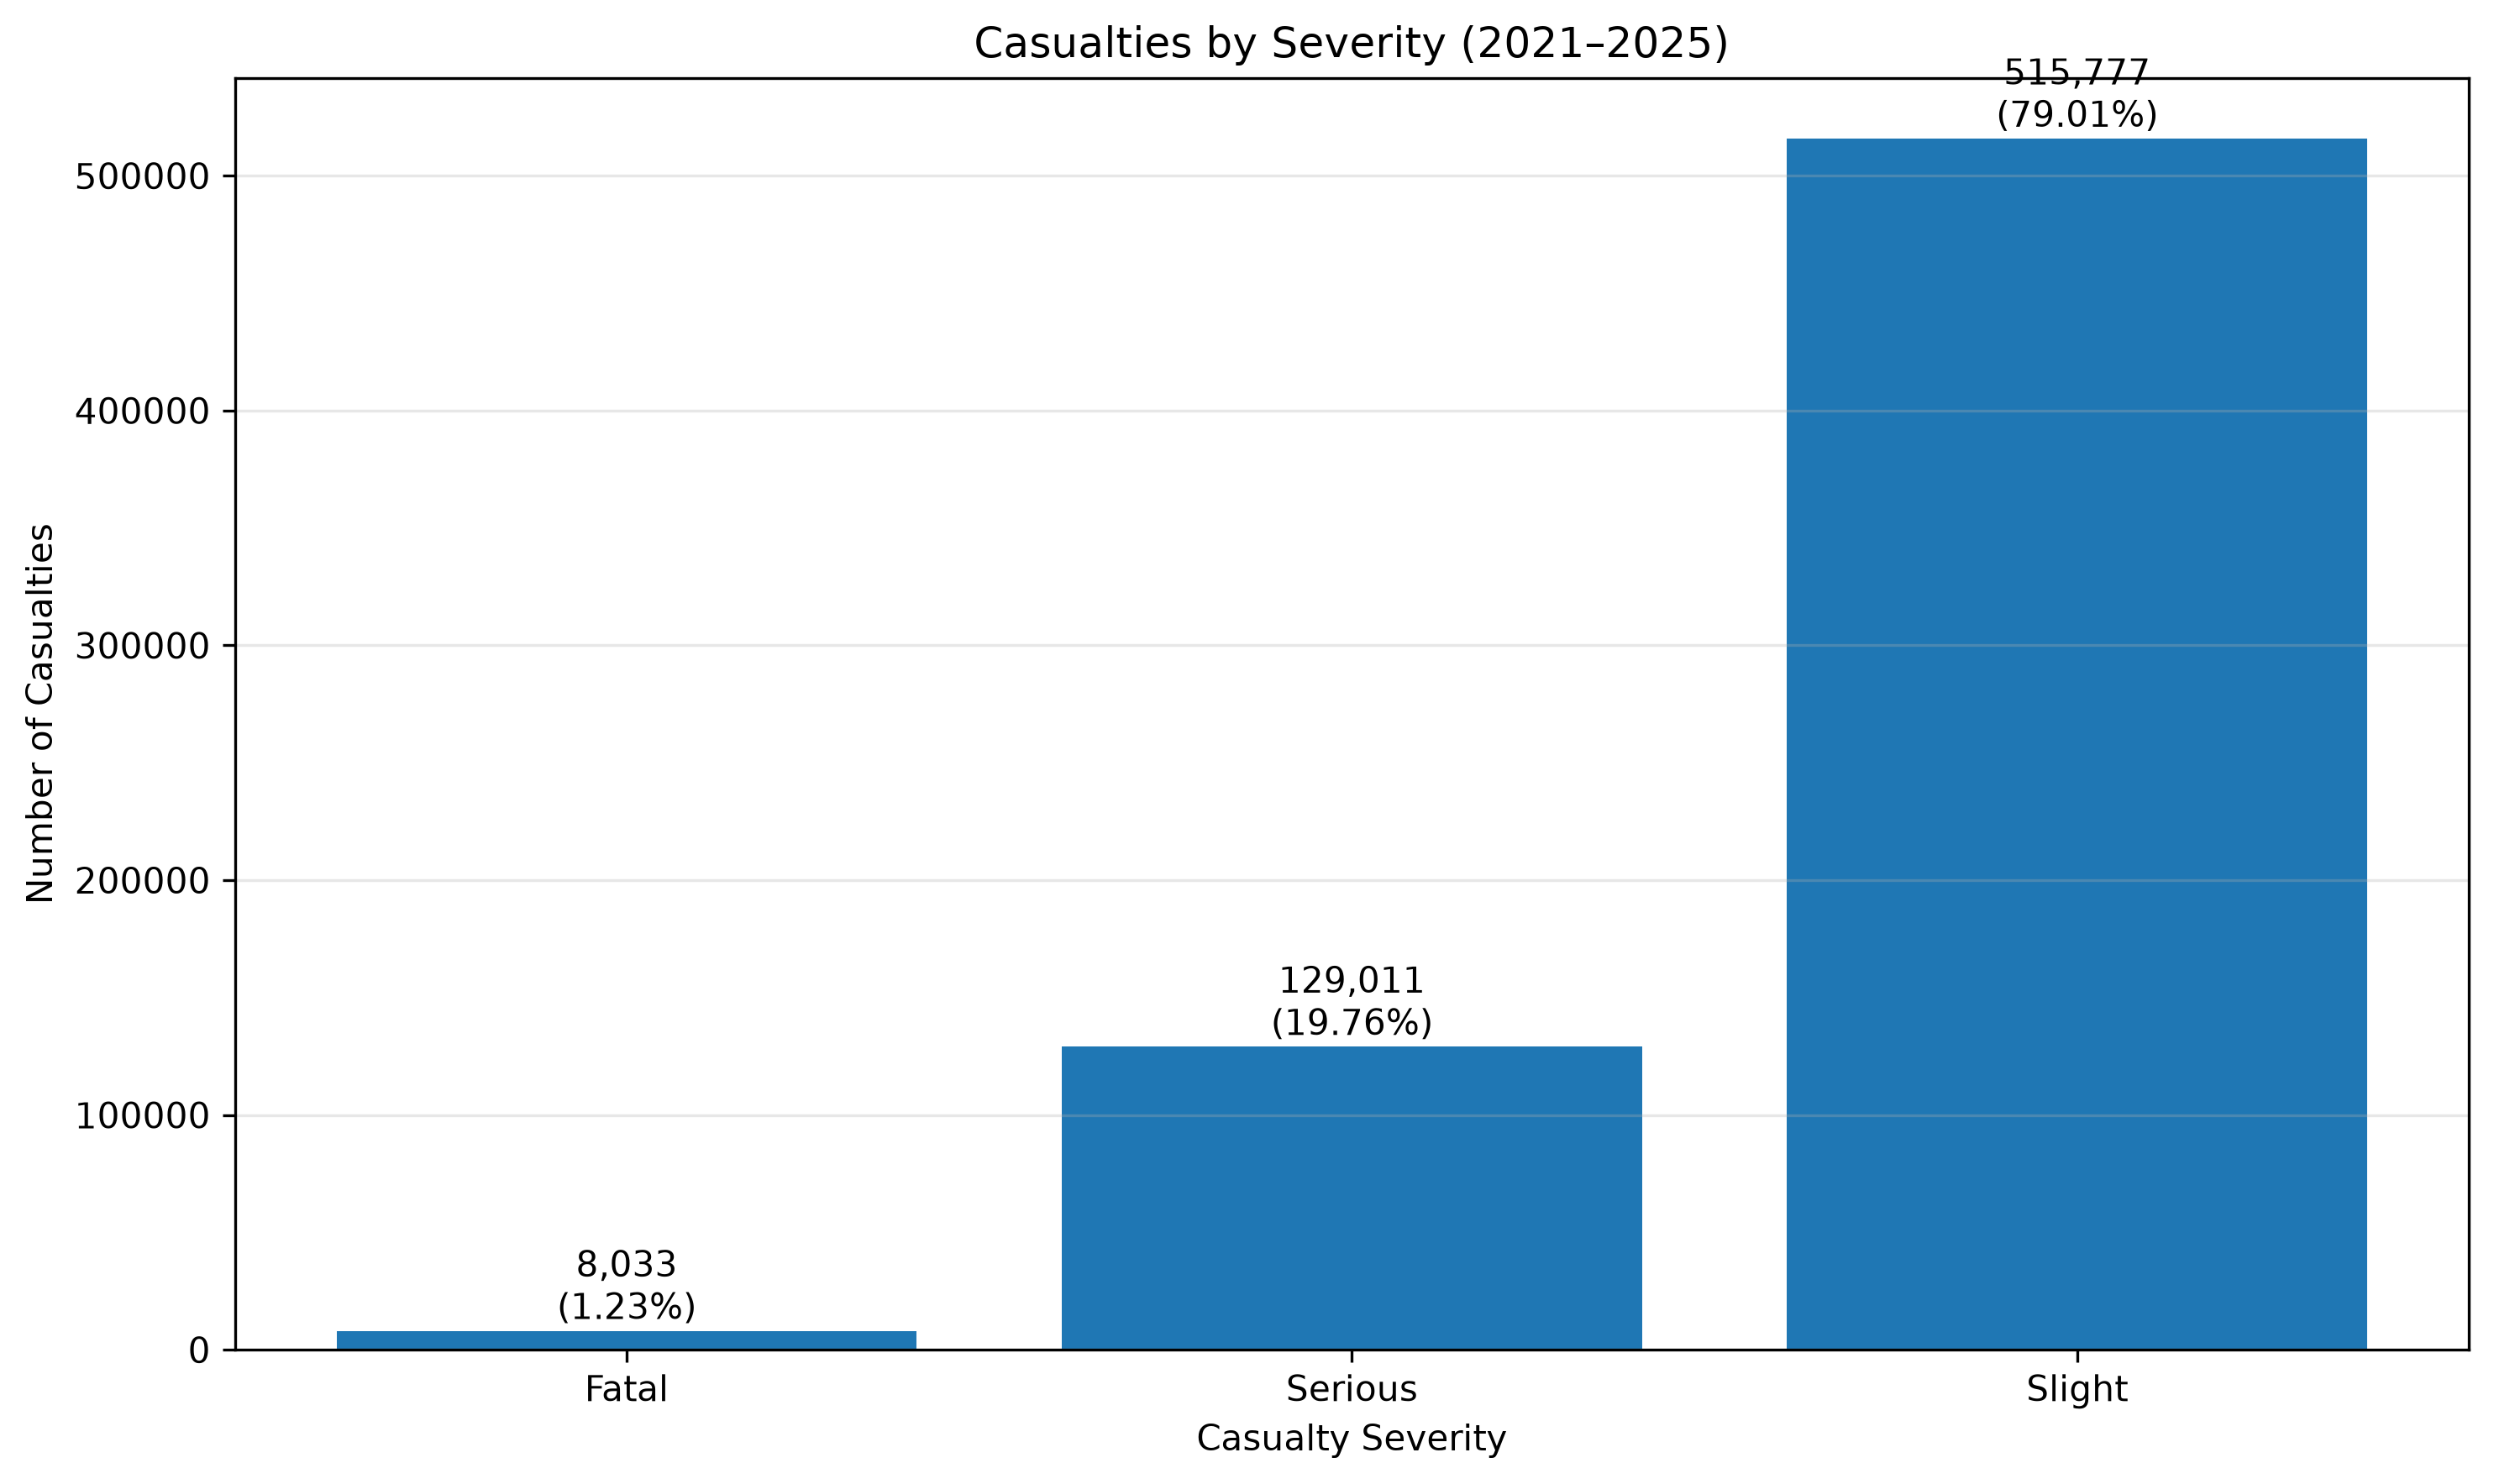 Casualties by Severity (2021–2025)
515,777
(79.01%)
500000
400000
300000
200000
100000
0
Number of Casualties
129,011
(19.76%)
8,033
(1.23%)
Fatal
Serious
Slight
Casualty Severity